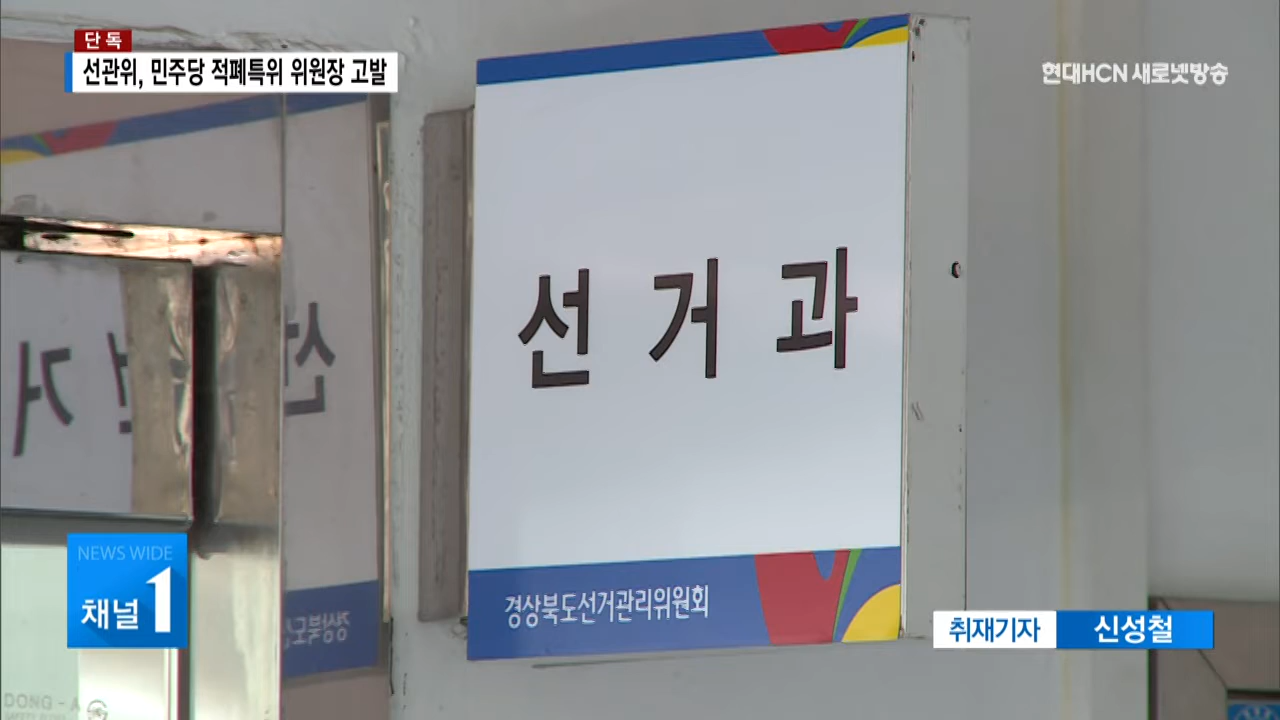 단독
선관위, 민주당 적폐특위 위원장 고발
현대HCN 새로넷방송
선거과
경상북도선거관리위원회
NEWS WIDE
채널1
취재기자 신성철
DONG - A